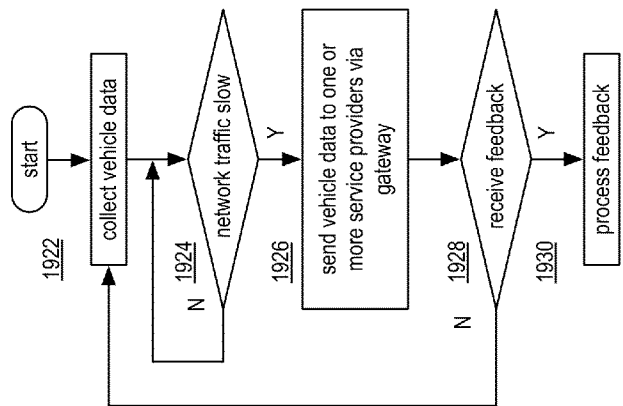 start
1922
collect vehicle data
1924
network traffic slow
N
Y
1926
send vehicle data to one or
more service providers via
gateway
1928
receive feedback
N
Y
1930
process feedback